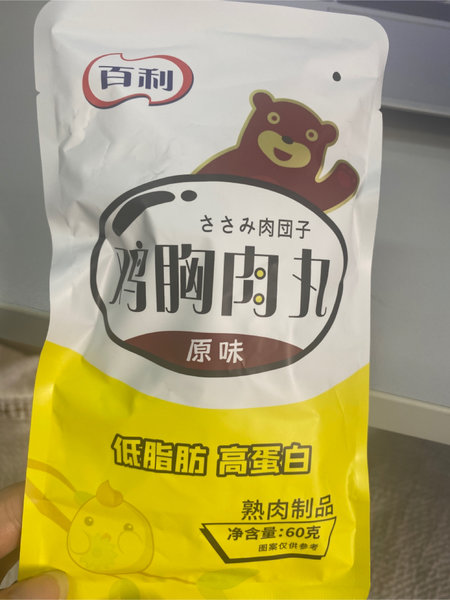 百利
ささみ肉団子
鸡胸肉丸
原味
低脂肪 高蛋白
熟肉制品
净含量:60克
图案仅供参考